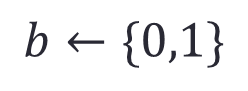 b ← {0,1}